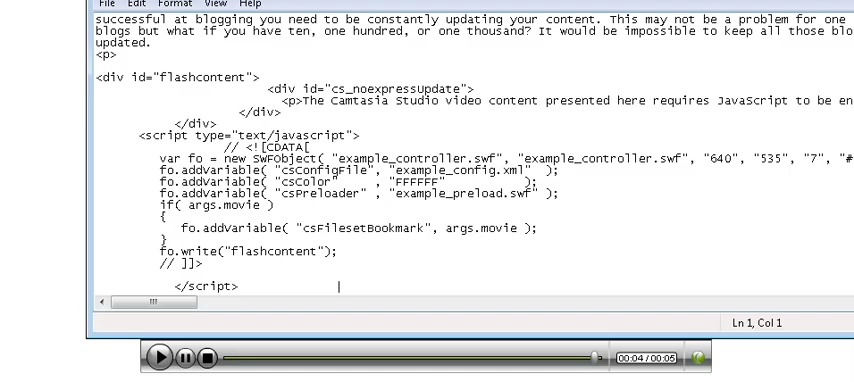 File Edit Format View Help
successful at blogging you need to be constantly updating your content. This may not be a problem for one
blogs but what if you have ten, one hundred, or one thousand? It would be impossible to keep all those blo
updated.
<p>
<div id="flashcontent">
<div id="cs_noexpressUpdate">
<p>The Camtasia Studio video content presented here requires JavaScript to be en
</div>
</div>
<script type="text/javascript">
// <![CDATA[
var fo = new SWFObject( "example_controller.swf", "example_controller.swf", "640", "535", "7", "#
fo.addVariable( "csConfigFile", "example_config.xml" );
fo.addVariable( "csColor" , "FFFFFF" );
fo.addVariable( "csPreloader" , "example_preload.swf" );
if( args.movie )
{
fo.addVariable( "csFilesetBookmark", args.movie );
}
fo.write("flashcontent");
// ]]>
</script>
Ln 1, Col 1
00:04 / 00:05